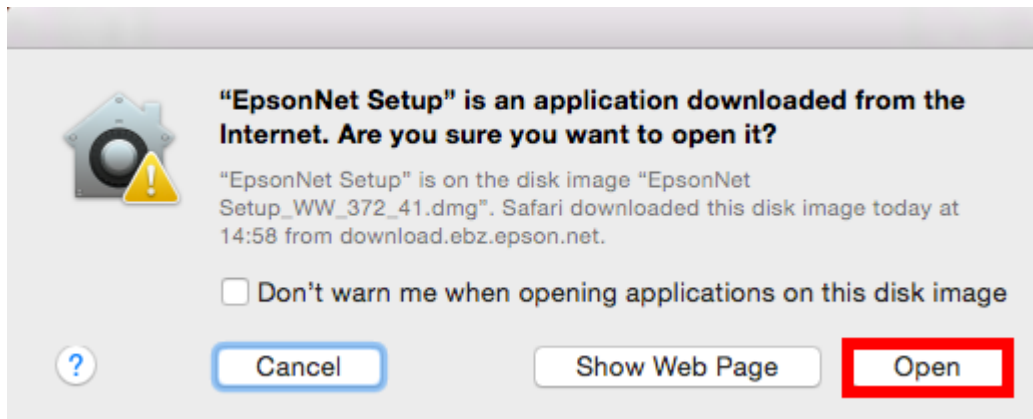 “EpsonNet Setup” is an application downloaded from the
Internet. Are you sure you want to open it?
“EpsonNet Setup” is on the disk image “EpsonNet
Setup_WW_372_41.dmg”. Safari downloaded this disk image today at
14:58 from download.ebz.epson.net.
Don’t warn me when opening applications on this disk image
? Cancel Show Web Page Open